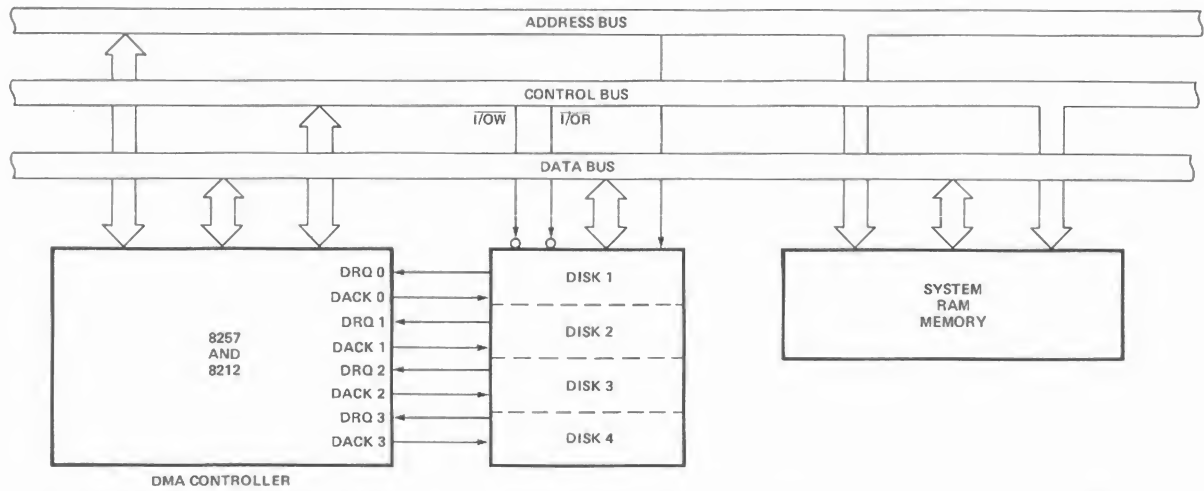 ADDRESS BUS
CONTROL BUS
I/OW
I/OR
DATA BUS
DRQ 0
DACK 0
DRQ 1
DACK 1
DRQ 2
DACK 2
DRQ 3
DACK 3
8257
AND
8212
DMA CONTROLLER
DISK 1
DISK 2
DISK 3
DISK 4
SYSTEM
RAM
MEMORY